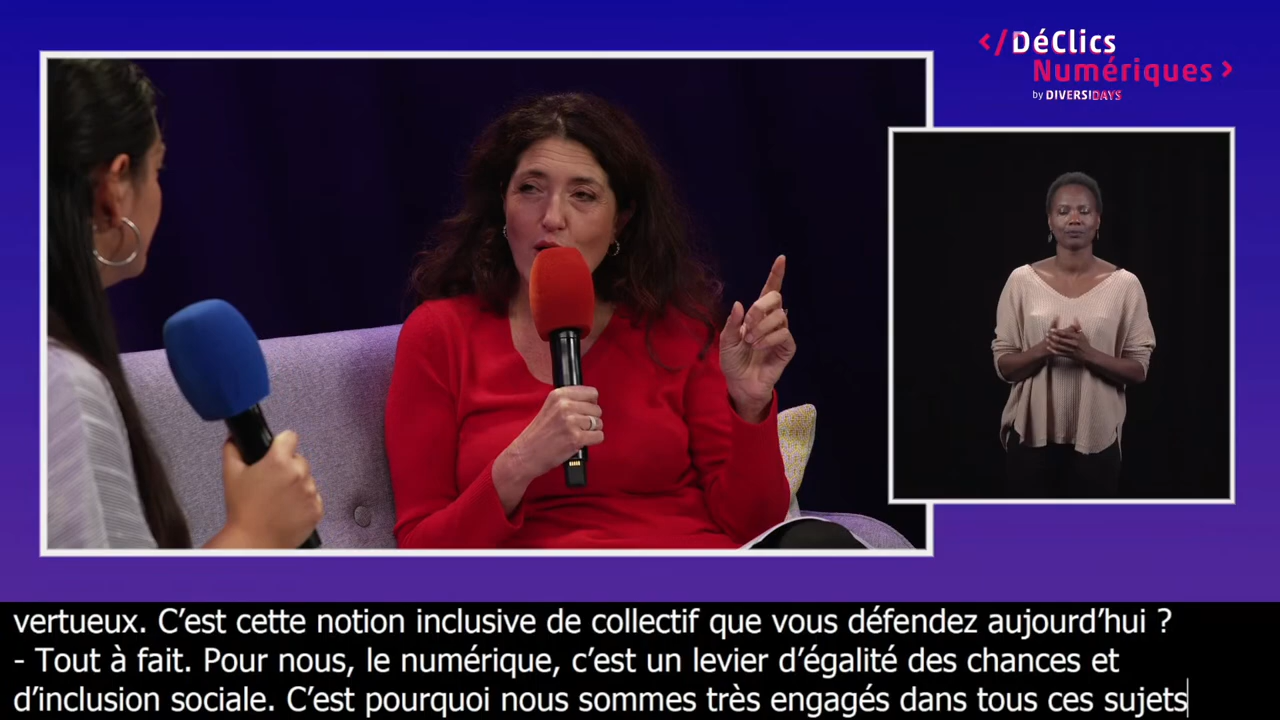 </DéClics
Numériques>
by DIVERSIDAYS
vertueux. C’est cette notion inclusive de collectif que vous défendez aujourd’hui ?
- Tout à fait. Pour nous, le numérique, c’est un levier d’égalité des chances et
d’inclusion sociale. C’est pourquoi nous sommes très engagés dans tous ces sujets